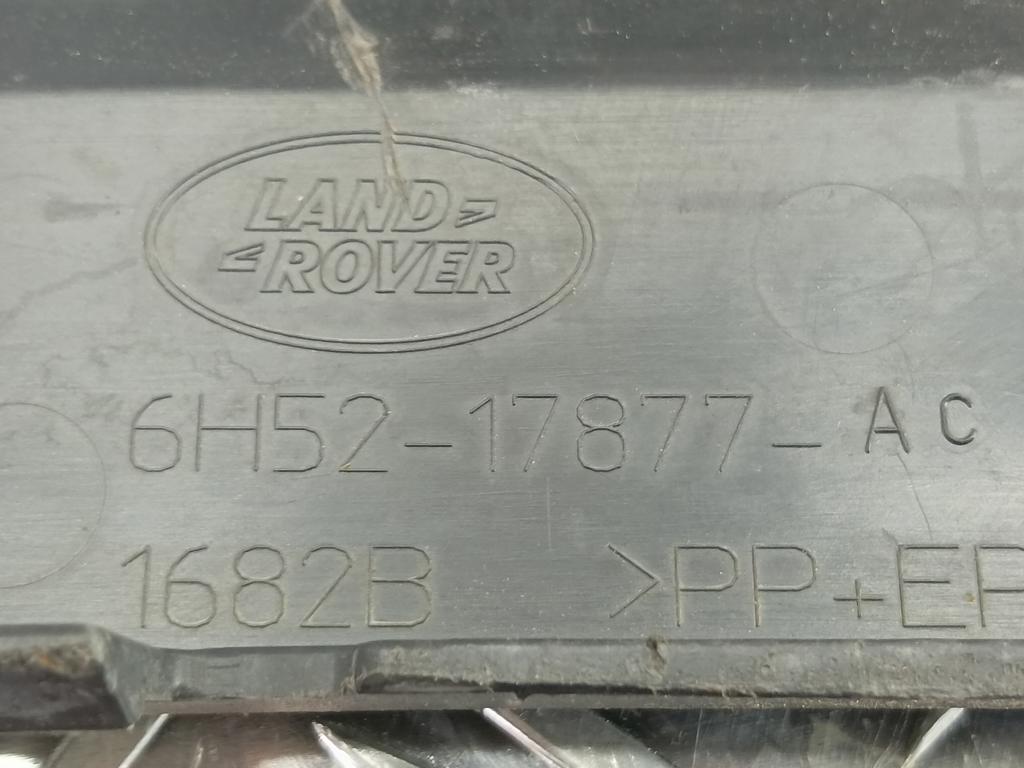 LAND
ROVER
6H52-17877-AC
1682B >PP+EP